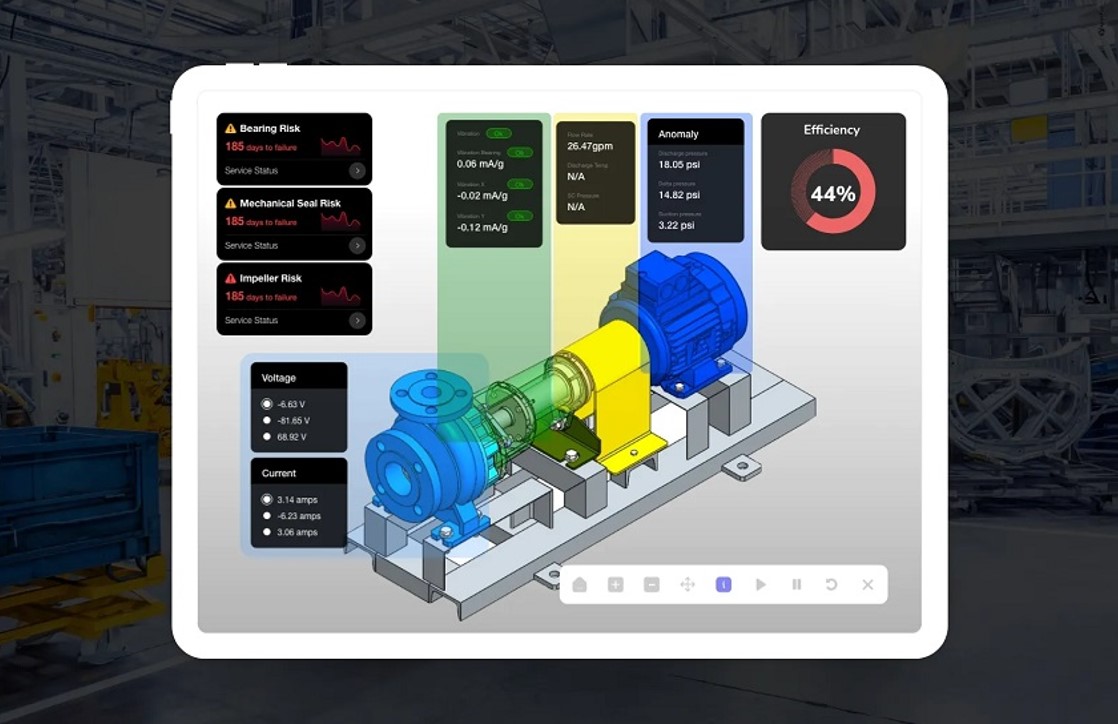 Bearing Risk
185 days to failure
Service Status
Mechanical Seal Risk
185 days to failure
Service Status
Impeller Risk
185 days to failure
Service Status
Vibration Ok
Vibration Bearing Ok
0.06 mA/g
Vibration X Ok
-0.02 mA/g
Vibration Y Ok
-0.12 mA/g
Flow Rate
26.47gpm
Discharge Temp
N/A
N/A
Anomaly
Discharge pressure
18.05 psi
Delta pressure
14.82 psi
Suction pressure
3.22 psi
Efficiency
44%
Voltage
-6.63 V
-81.65 V
68.92 V
Current
3.14 amps
-6.23 amps
3.06 amps